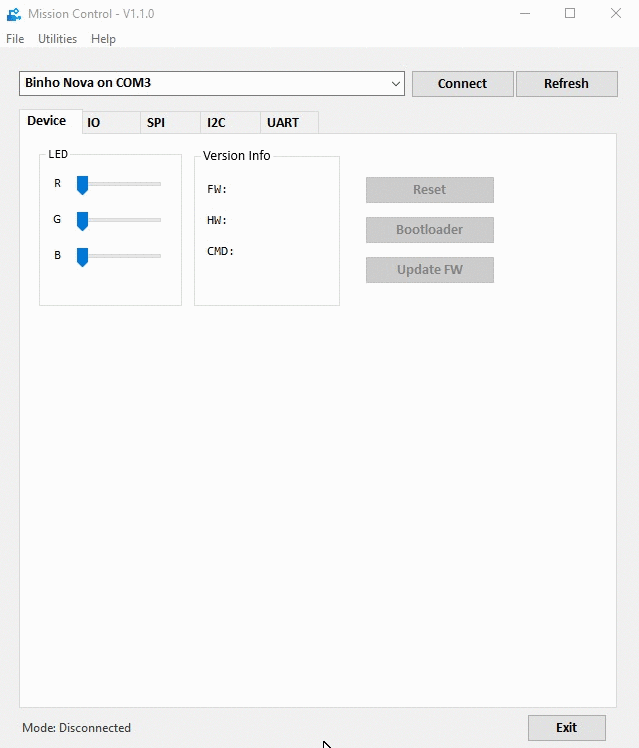 Mission Control - V1.1.0
File Utilities Help
Binho Nova on COM3 Connect Refresh
Device IO SPI I2C UART
LED Version Info
R FW: Reset
G HW: Bootloader
B CMD: Update FW
Mode: Disconnected Exit